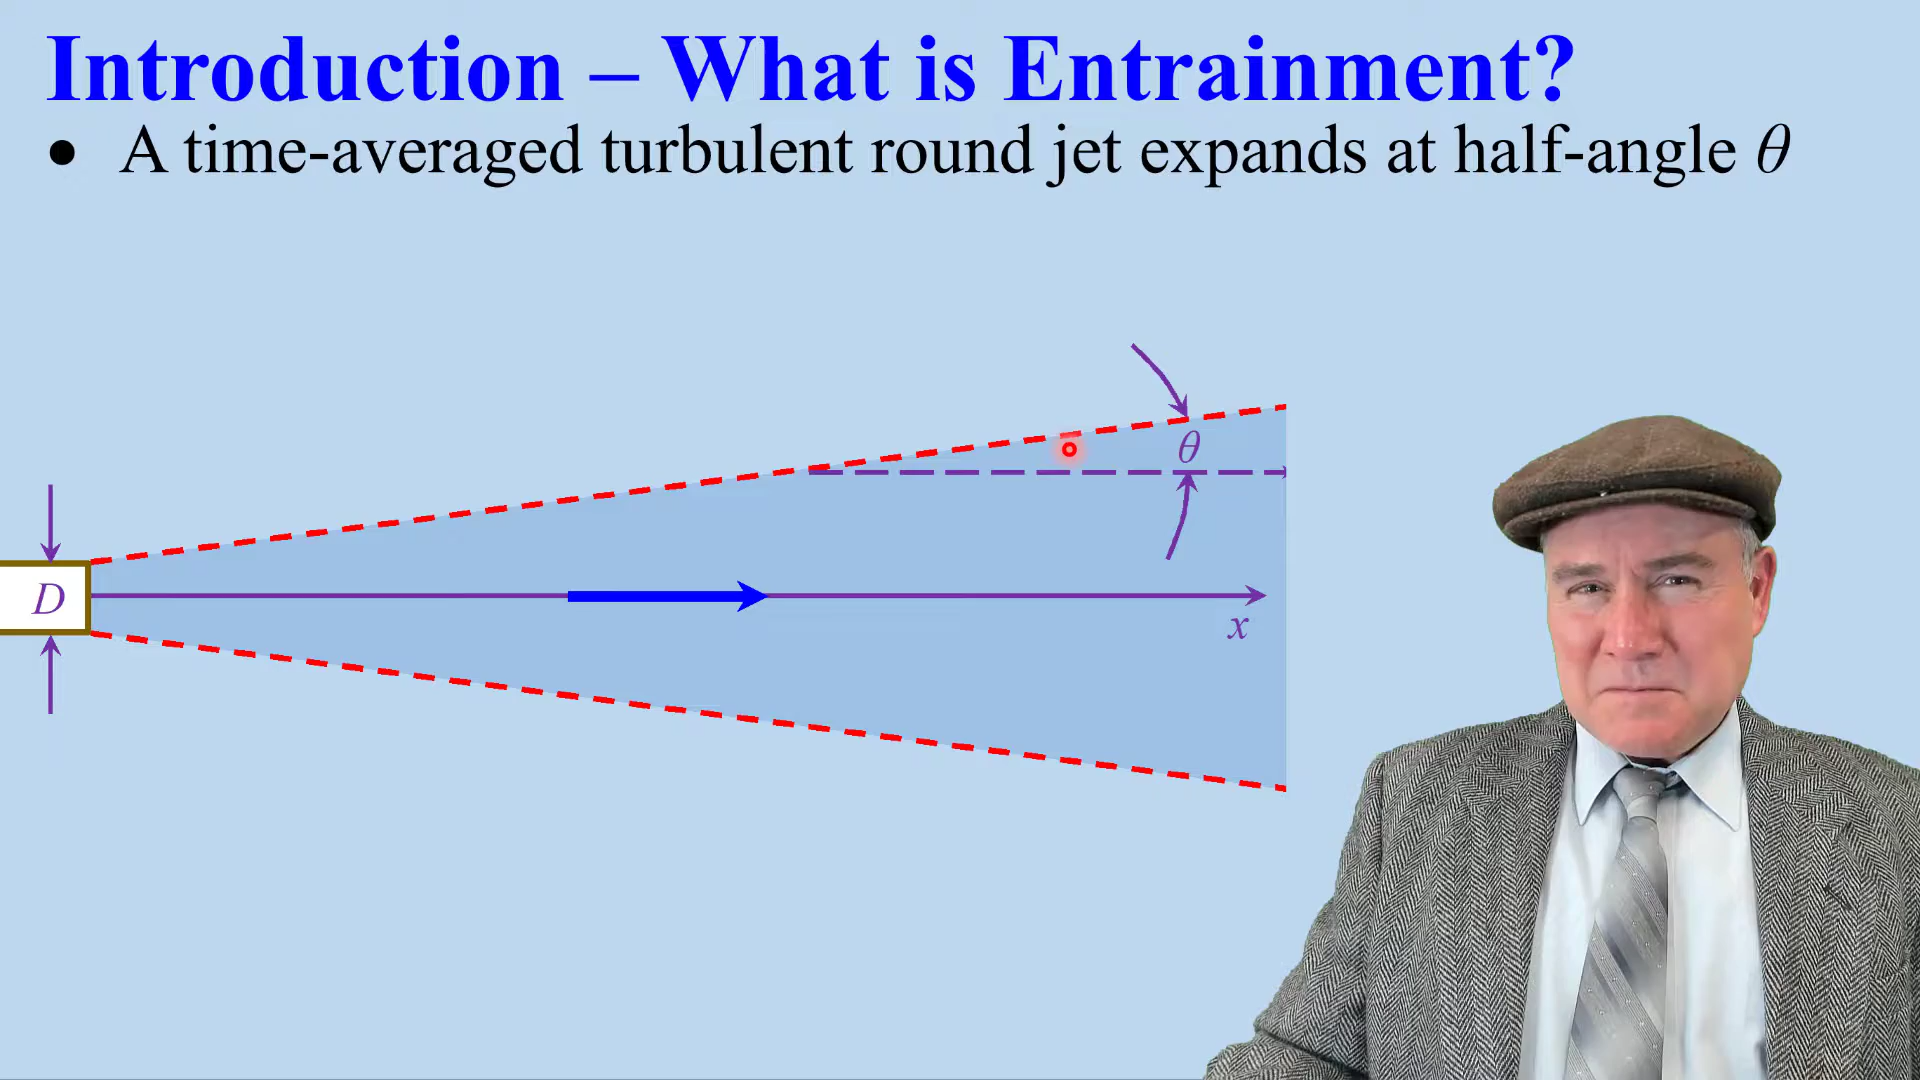 Introduction – What is Entrainment?
• A time-averaged turbulent round jet expands at half-angle θ
θ
D
x